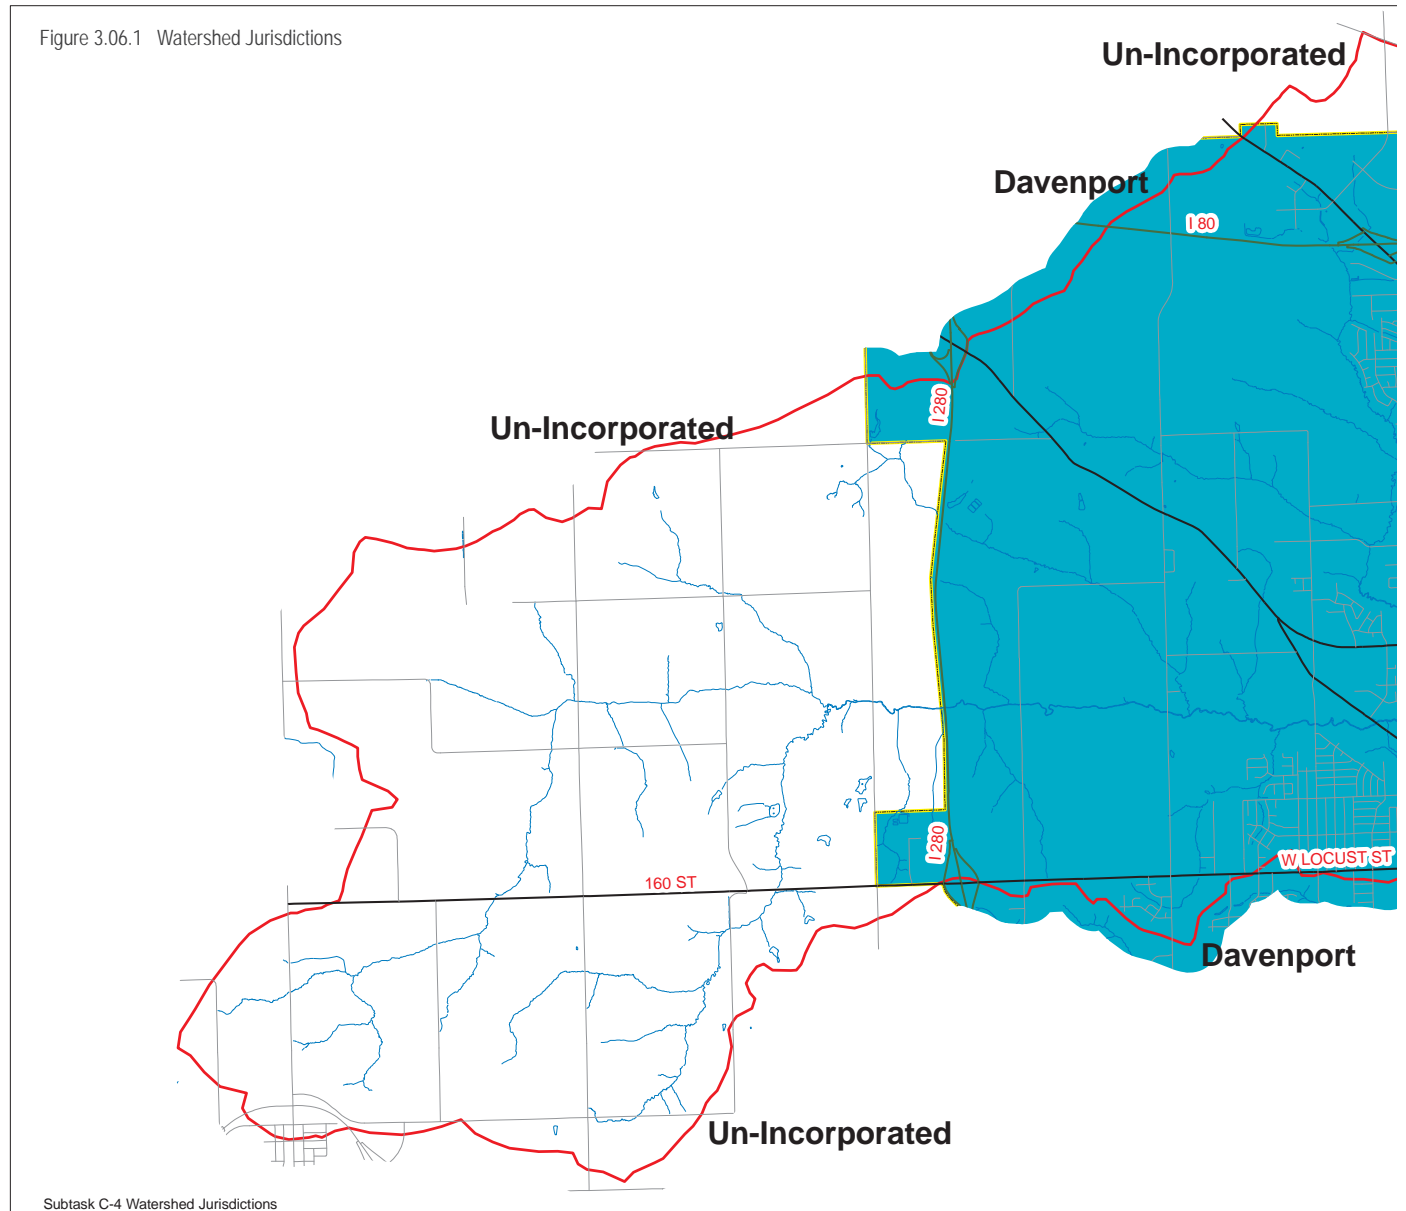 Figure 3.06.1 Watershed Jurisdictions
Un-Incorporated
Davenport
I 80
I 280
Un-Incorporated
I 280
W LOCUST ST
160 ST
Davenport
Un-Incorporated
Subtask C-4 Watershed Jurisdictions